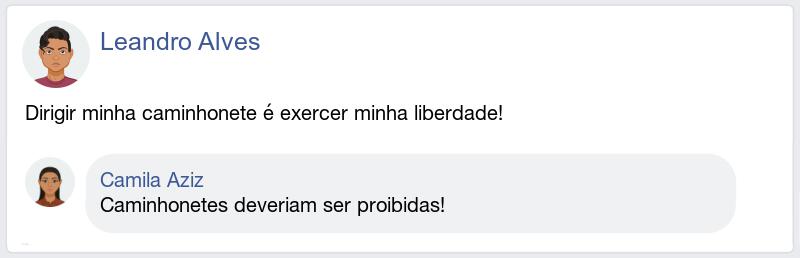 Leandro Alves
Dirigir minha caminhonete é exercer minha liberdade!
Camila Aziz
Caminhonetes deveriam ser proibidas!